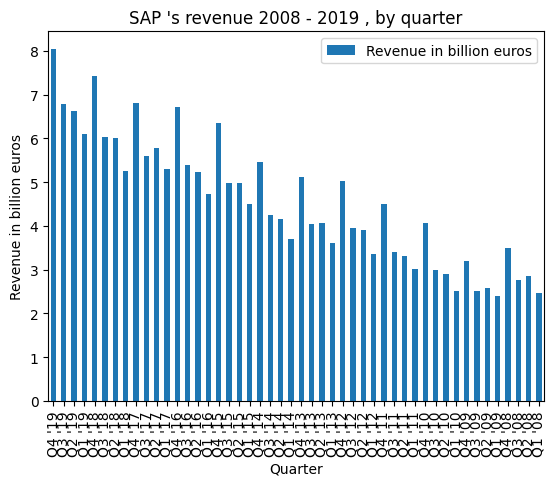 SAP 's revenue 2008 - 2019 , by quarter
Revenue in billion euros
8
7
6
5
4
3
2
1
0
Revenue in billion euros
Q4 '19
Q3 '19
Q2 '19
Q1 '19
Q4 '18
Q3 '18
Q2 '18
Q1 '18
Q4 '17
Q3 '17
Q2 '17
Q1 '17
Q4 '16
Q3 '16
Q2 '16
Q1 '16
Q4 '15
Q3 '15
Q2 '15
Q1 '15
Q4 '14
Q3 '14
Q2 '14
Q1 '14
Q4 '13
Q3 '13
Q2 '13
Q1 '13
Q4 '12
Q3 '12
Q2 '12
Q1 '12
Q4 '11
Q3 '11
Q2 '11
Q1 '11
Q4 '10
Q3 '10
Q2 '10
Q1 '10
Q4 '09
Q3 '09
Q2 '09
Q1 '09
Q4 '08
Q3 '08
Q2 '08
Q1 '08
Quarter